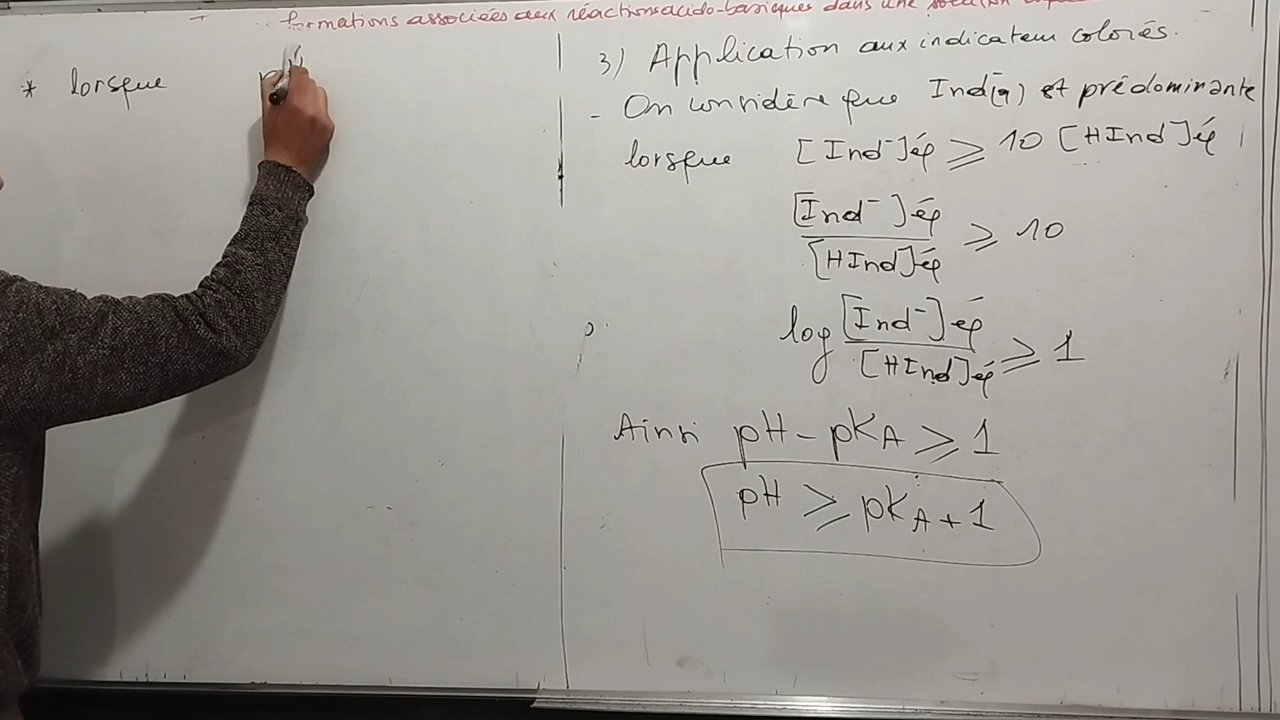 formations associées aux réactions acido-basiques dans une solution
* lorsque p
3) Application aux indicateur colorés.
- On considère que Ind⁻(aq) est prédominante
lorsque [Ind⁻]éq ⩾ 10 [HInd]éq
[Ind⁻]éq / [HInd]éq ⩾ 10
log [Ind⁻]éq / [HInd]éq ⩾ 1
Ainsi pH - pKA ⩾ 1
pH ⩾ pKA + 1